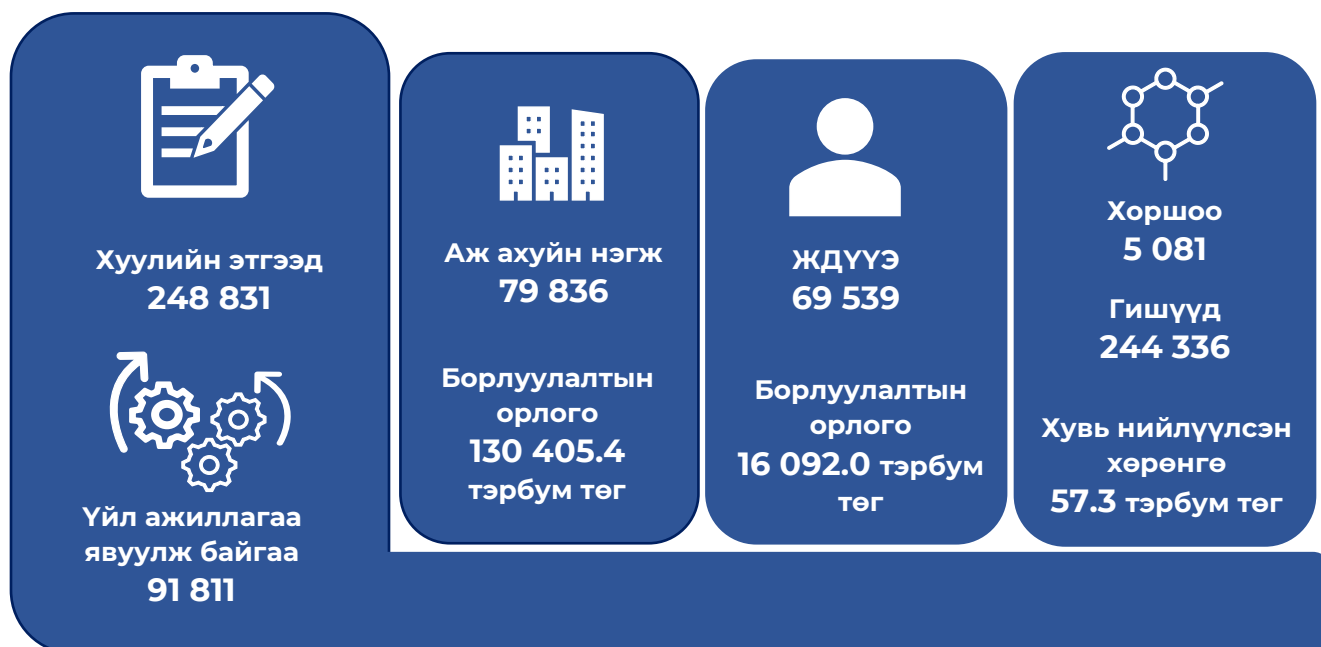 Хуулийн этгээд
248 831
Үйл ажиллагаа
явуулж байгаа
91 811
Аж ахуйн нэгж
79 836
Борлуулалтын
орлого
130 405.4
тэрбум төг
ЖДҮҮЭ
69 539
Борлуулалтын
орлого
16 092.0 тэрбум
төг
Хоршоо
5 081
Гишүүд
244 336
Хувь нийлүүлсэн
хөрөнгө
57.3 тэрбум төг